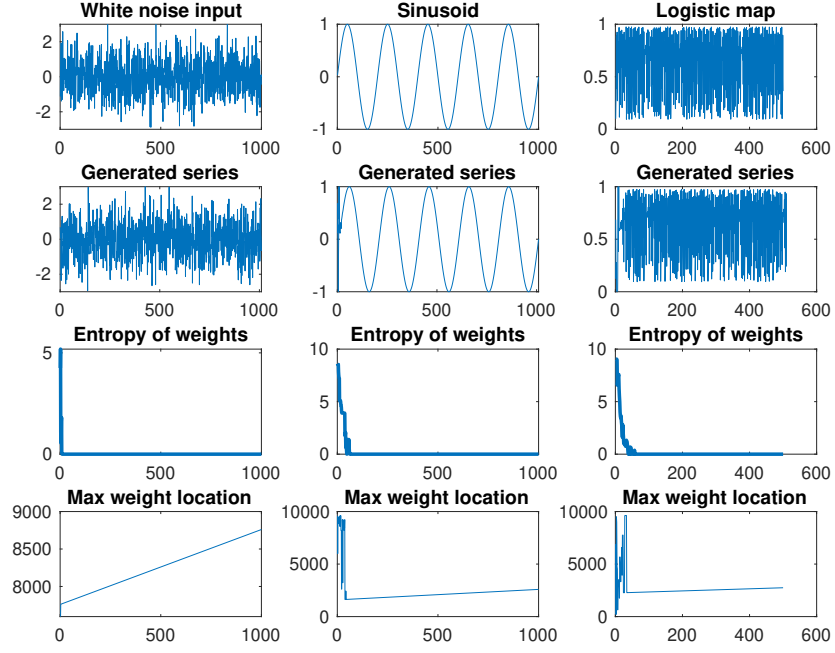 White noise input
2
0
-2
0 500 1000
Sinusoid
1
0
-1
0 500 1000
Logistic map
1
0.5
0
0 200 400 600
Generated series
2
0
-2
0 500 1000
Generated series
1
0
-1
0 500 1000
Generated series
1
0.5
0
0 200 400 600
Entropy of weights
5
0
0 500 1000
Entropy of weights
10
5
0
0 500 1000
Entropy of weights
10
5
0
0 200 400 600
Max weight location
9000
8500
8000
0 500 1000
Max weight location
10000
5000
0
0 500 1000
Max weight location
10000
5000
0
0 200 400 600